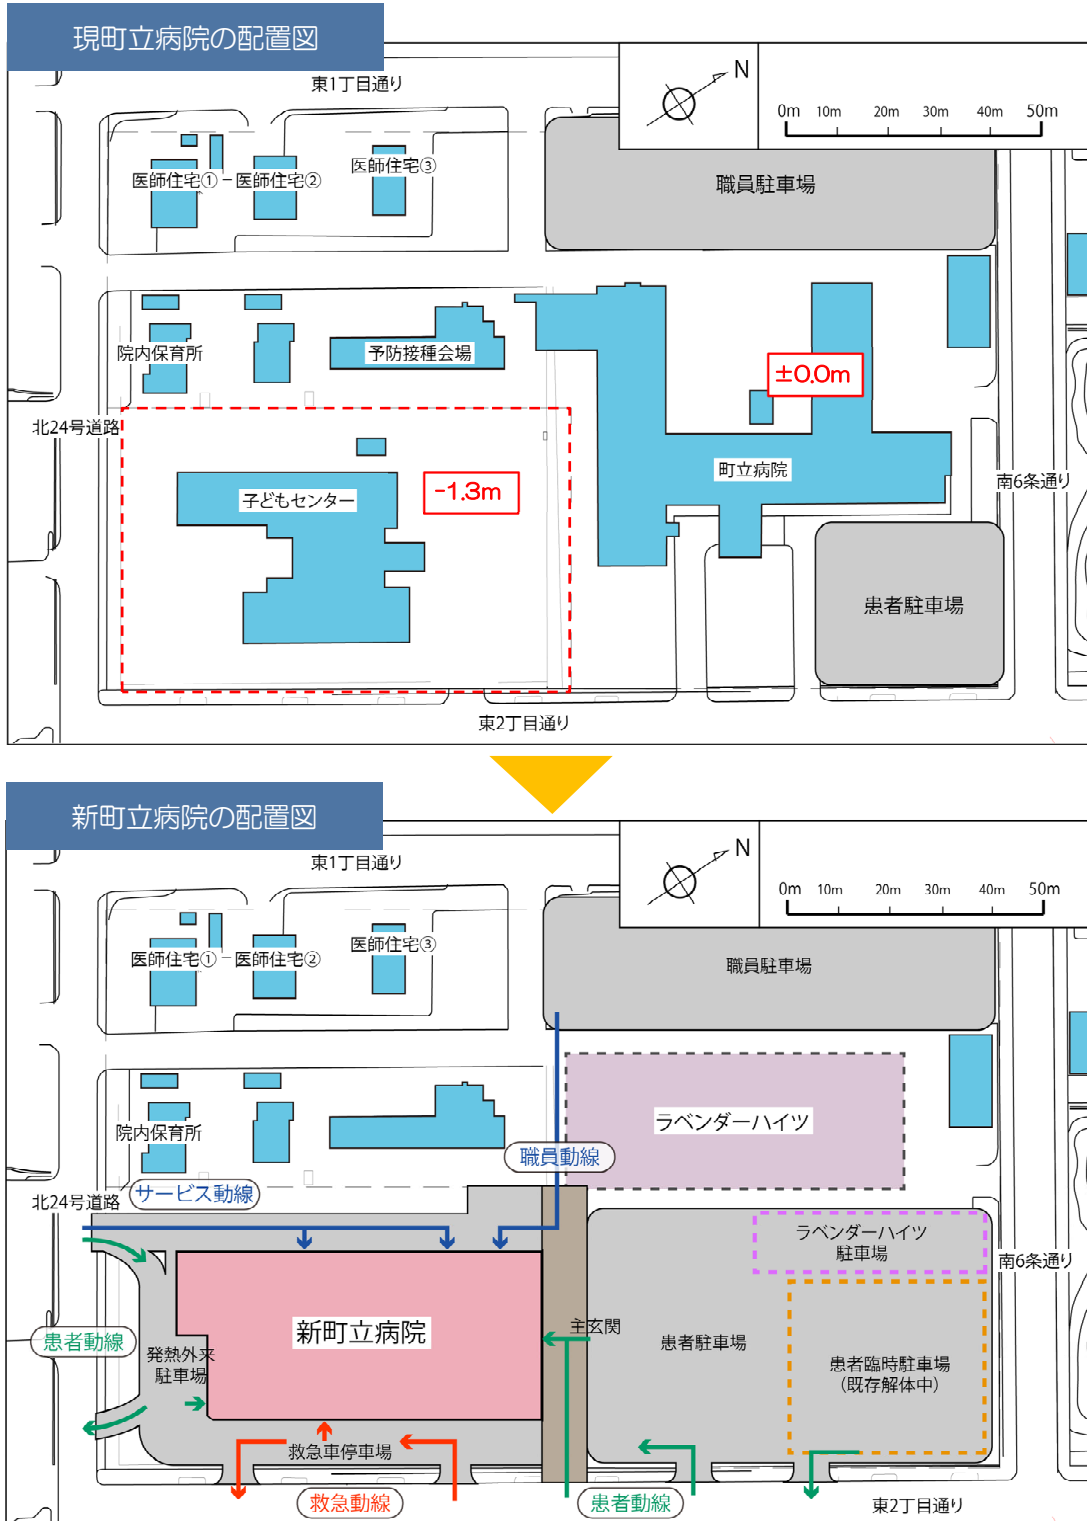 現町立病院の配置図
東1丁目通り
N
0m 10m 20m 30m 40m 50m
医師住宅①
医師住宅②
医師住宅③
職員駐車場
院内保育所
予防接種会場
±0.0m
北24号道路
町立病院
南6条通り
子どもセンター
-1.3m
患者駐車場
東2丁目通り
新町立病院の配置図
東1丁目通り
N
0m 10m 20m 30m 40m 50m
医師住宅①
医師住宅②
医師住宅③
職員駐車場
ラベンダーハイツ
院内保育所
職員動線
サービス動線
北24号道路
ラベンダーハイツ
駐車場
南6条通り
新町立病院
主玄関
患者動線
発熱外来
駐車場
患者駐車場
患者臨時駐車場
(既存解体中)
救急車停車場
救急動線
患者動線
東2丁目通り